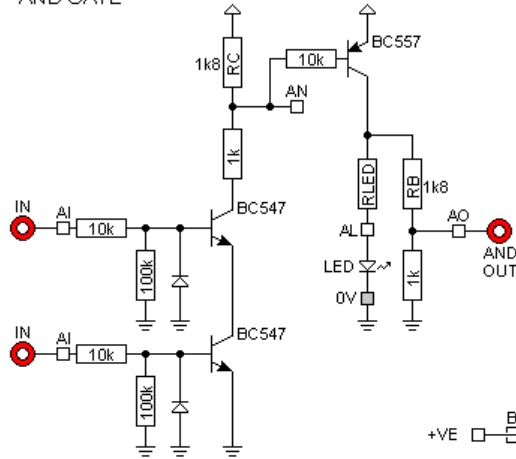 AND GATE
1k8
RC
10k
BC557
AN
1k
RLED
RB
1k8
IN
AI
10k
BC547
AL
AO
AND
OUT
LED
100k
1k
0V
IN
AI
10k
BC547
100k
+VE
B